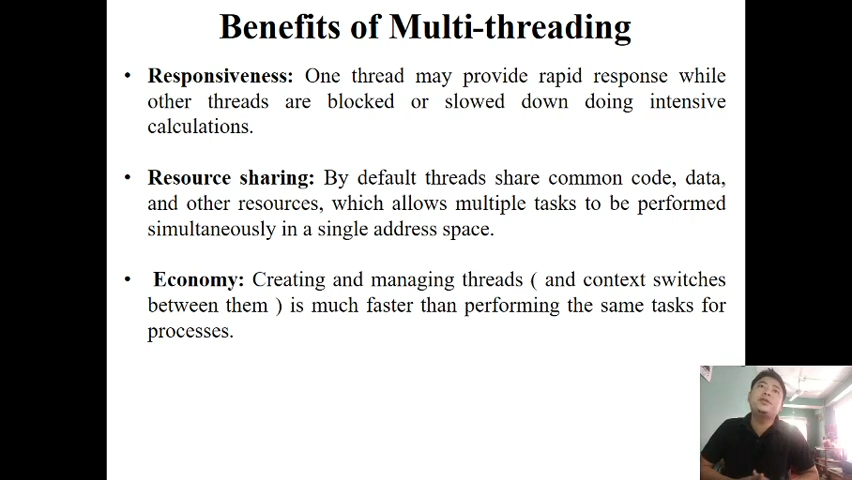 Benefits of Multi-threading
• Responsiveness: One thread may provide rapid response while
other threads are blocked or slowed down doing intensive
calculations.
• Resource sharing: By default threads share common code, data,
and other resources, which allows multiple tasks to be performed
simultaneously in a single address space.
• Economy: Creating and managing threads ( and context switches
between them ) is much faster than performing the same tasks for
processes.